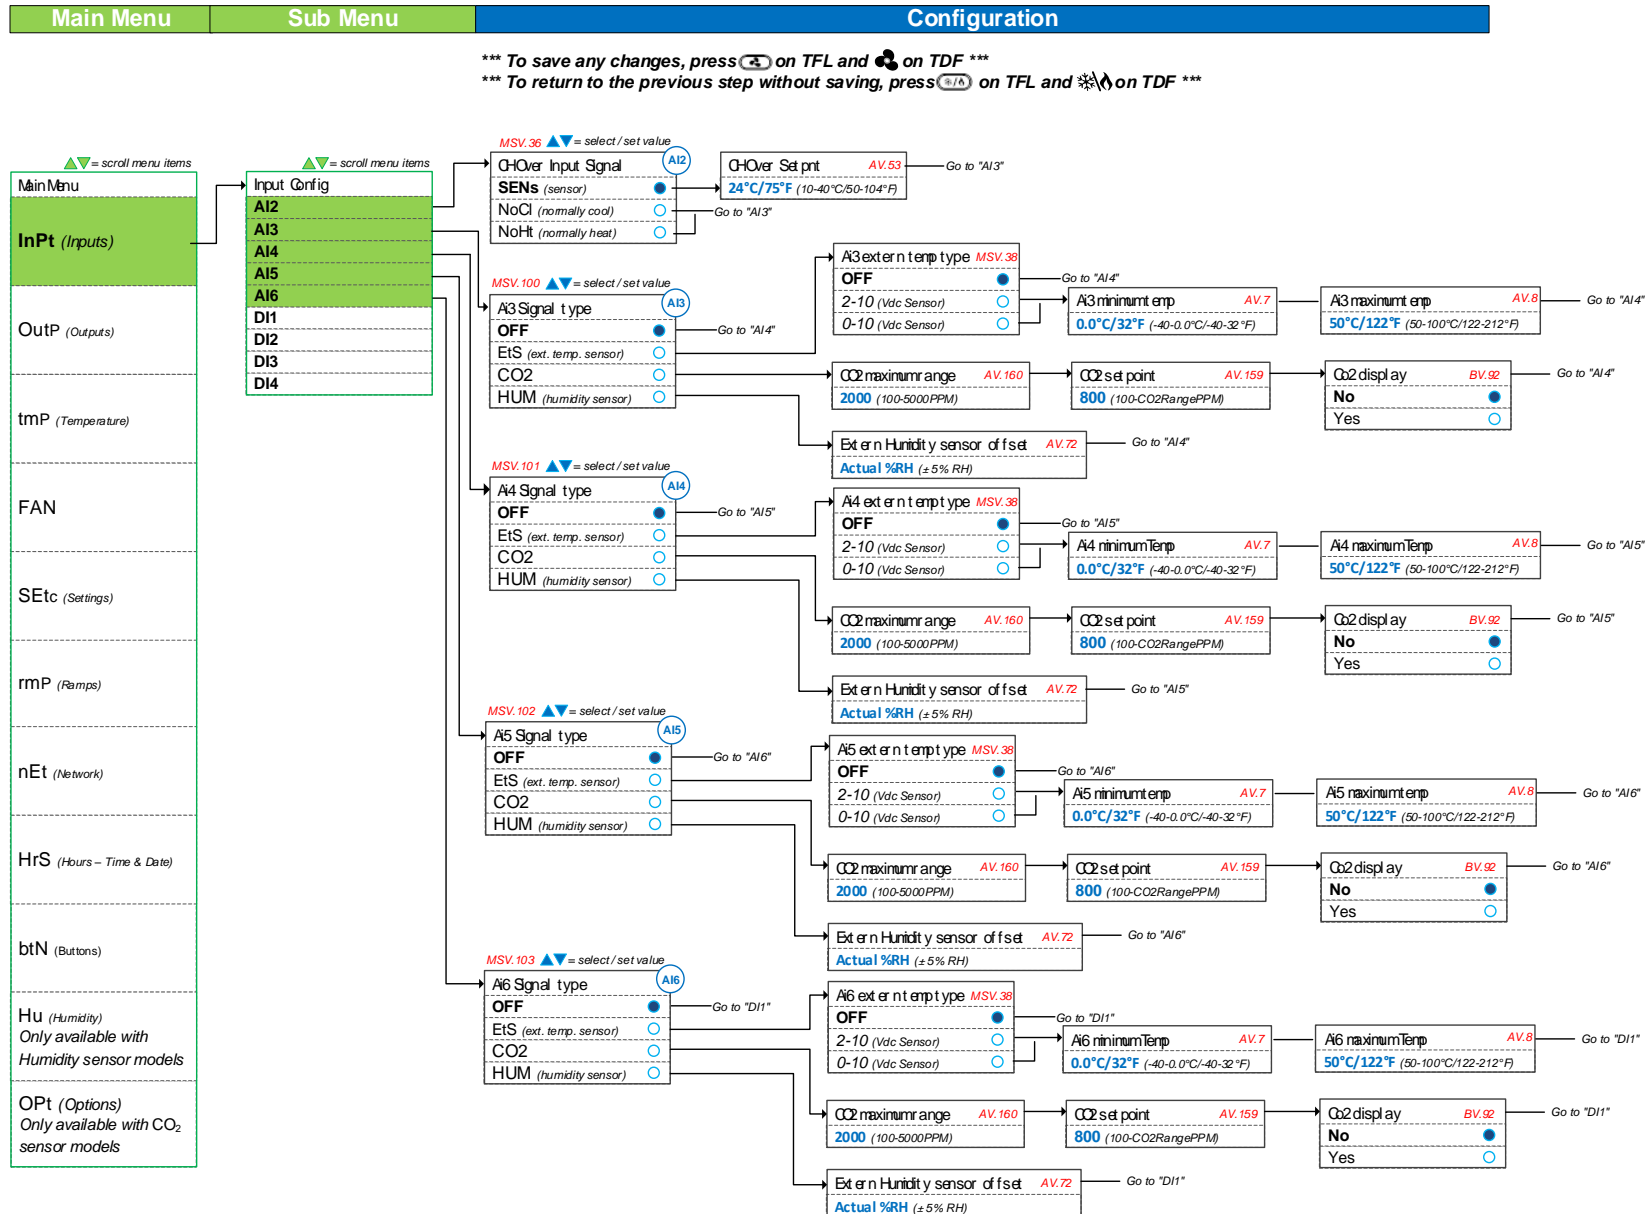 Main Menu
Sub Menu
Configuration
*** To save any changes, press on TFL and on TDF ***
*** To return to the previous step without saving, press on TFL and on TDF ***
= scroll menu items
Main Menu
InPt (Inputs)
OutP (Outputs)
tmP (Temperature)
FAN
SEtc (Settings)
rmP (Ramps)
nEt (Network)
HrS (Hours – Time & Date)
btN (Buttons)
Hu (Humidity)
Only available with
Humidity sensor models
OPt (Options)
Only available with CO2
sensor models
= scroll menu items
Input Config
AI2
AI3
AI4
AI5
AI6
DI1
DI2
DI3
DI4
MSV.36 = select / set value
CHOver Input Signal AI2
SENs (sensor)
NoCl (normally cool)
NoHt (normally heat)
CHOver Setpnt AV.53
24°C/75°F (10-40°C/50-104°F)
Go to "AI3"
Go to "AI3"
MSV.100 = select / set value
Ai3 Signal type AI3
OFF
EtS (ext. temp. sensor)
CO2
HUM (humidity sensor)
Go to "AI4"
Ai3 extern temp type MSV.38
OFF
2-10 (Vdc Sensor)
0-10 (Vdc Sensor)
Go to "AI4"
Ai3 minimum temp AV.7
0.0°C/32°F (-40-0.0°C/-40-32°F)
Ai3 maximum temp AV.8
50°C/122°F (50-100°C/122-212°F)
Go to "AI4"
CO2 maximum range AV.160
2000 (100-5000PPM)
CO2 set point AV.159
800 (100-CO2RangePPM)
Co2 display BV.92
No
Yes
Go to "AI4"
Extern Humidity sensor offset AV.72
Actual %RH (±5% RH)
Go to "AI4"
MSV.101 = select / set value
Ai4 Signal type AI4
OFF
EtS (ext. temp. sensor)
CO2
HUM (humidity sensor)
Go to "AI5"
Ai4 extern temp type MSV.38
OFF
2-10 (Vdc Sensor)
0-10 (Vdc Sensor)
Go to "AI5"
Ai4 minimum Temp AV.7
0.0°C/32°F (-40-0.0°C/-40-32°F)
Ai4 maximum Temp AV.8
50°C/122°F (50-100°C/122-212°F)
Go to "AI5"
CO2 maximum range AV.160
2000 (100-5000PPM)
CO2 set point AV.159
800 (100-CO2RangePPM)
Co2 display BV.92
No
Yes
Go to "AI5"
Extern Humidity sensor offset AV.72
Actual %RH (±5% RH)
Go to "AI5"
MSV.102 = select / set value
Ai5 Signal type AI5
OFF
EtS (ext. temp. sensor)
CO2
HUM (humidity sensor)
Go to "AI6"
Ai5 extern temp type MSV.38
OFF
2-10 (Vdc Sensor)
0-10 (Vdc Sensor)
Go to "AI6"
Ai5 minimum temp AV.7
0.0°C/32°F (-40-0.0°C/-40-32°F)
Ai5 maximum temp AV.8
50°C/122°F (50-100°C/122-212°F)
Go to "AI6"
CO2 maximum range AV.160
2000 (100-5000PPM)
CO2 set point AV.159
800 (100-CO2RangePPM)
Co2 display BV.92
No
Yes
Go to "AI6"
Extern Humidity sensor offset AV.72
Actual %RH (±5% RH)
Go to "AI6"
MSV.103 = select / set value
Ai6 Signal type AI6
OFF
EtS (ext. temp. sensor)
CO2
HUM (humidity sensor)
Go to "DI1"
Ai6 extern temp type MSV.38
OFF
2-10 (Vdc Sensor)
0-10 (Vdc Sensor)
Go to "DI1"
Ai6 minimum Temp AV.7
0.0°C/32°F (-40-0.0°C/-40-32°F)
Ai6 maximum Temp AV.8
50°C/122°F (50-100°C/122-212°F)
Go to "DI1"
CO2 maximum range AV.160
2000 (100-5000PPM)
CO2 set point AV.159
800 (100-CO2RangePPM)
Co2 display BV.92
No
Yes
Go to "DI1"
Extern Humidity sensor offset AV.72
Actual %RH (±5% RH)
Go to "DI1"